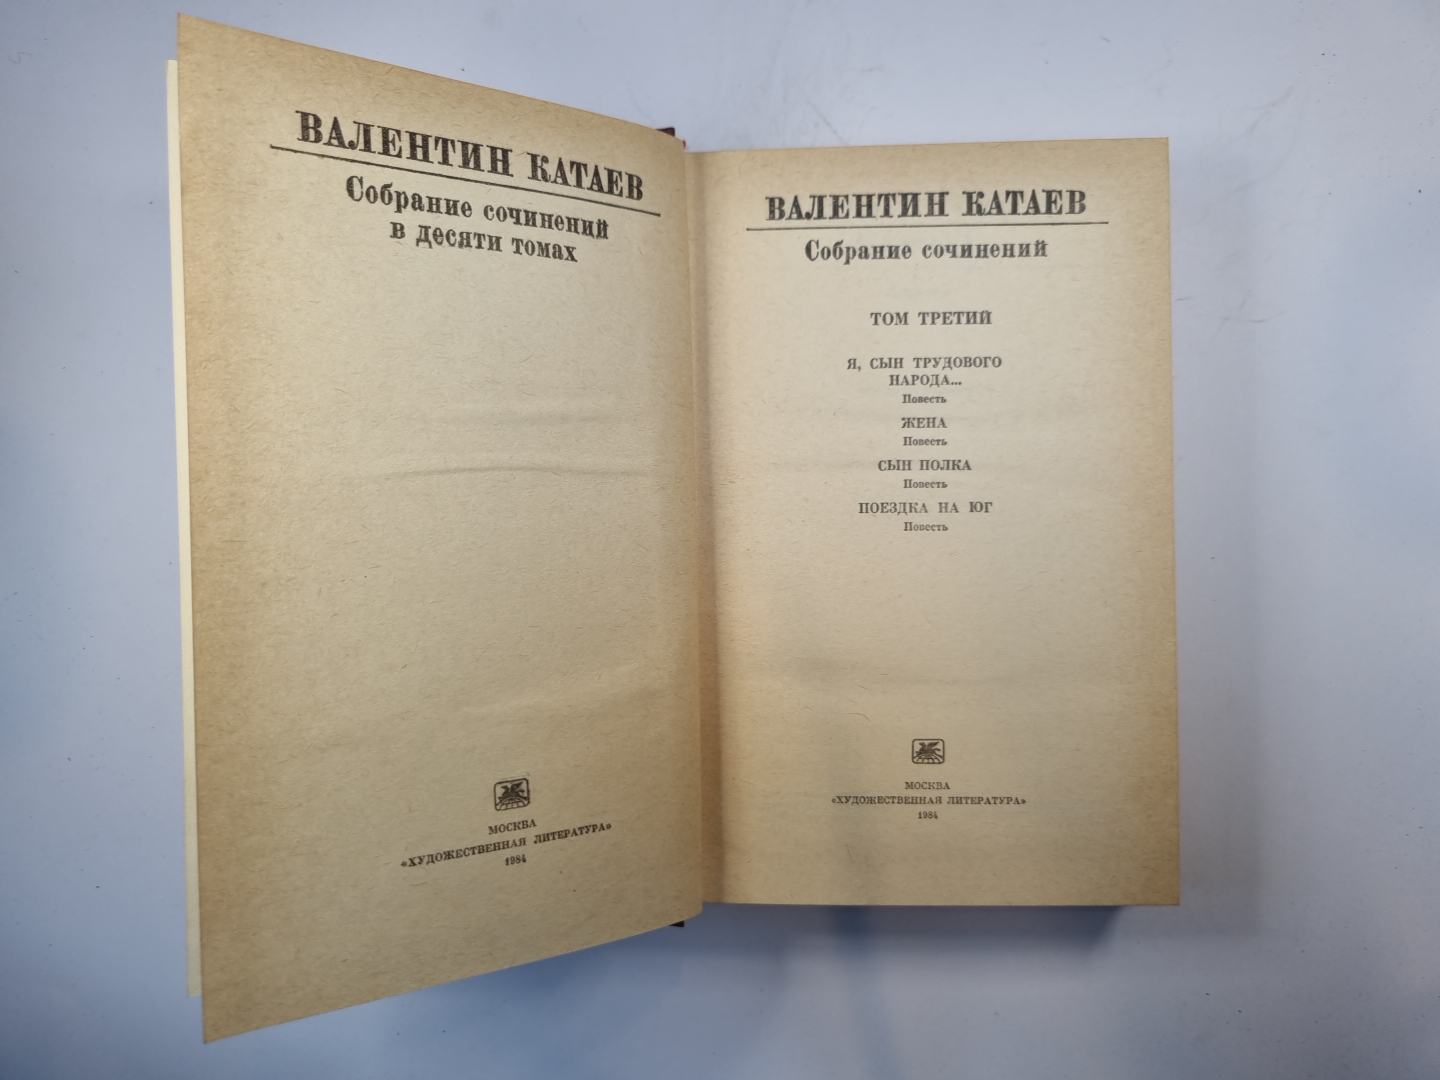 ВАЛЕНТИН КАТАЕВ
Собрание сочинений
в десяти томах
МОСКВА
«ХУДОЖЕСТВЕННАЯ ЛИТЕРАТУРА»
1984
ВАЛЕНТИН КАТАЕВ
Собрание сочинений
ТОМ ТРЕТИЙ
Я, СЫН ТРУДОВОГО
НАРОДА...
Повесть
ЖЕНА
Повесть
СЫН ПОЛКА
Повесть
ПОЕЗДКА НА ЮГ
Повесть
МОСКВА
«ХУДОЖЕСТВЕННАЯ ЛИТЕРАТУРА»
1984